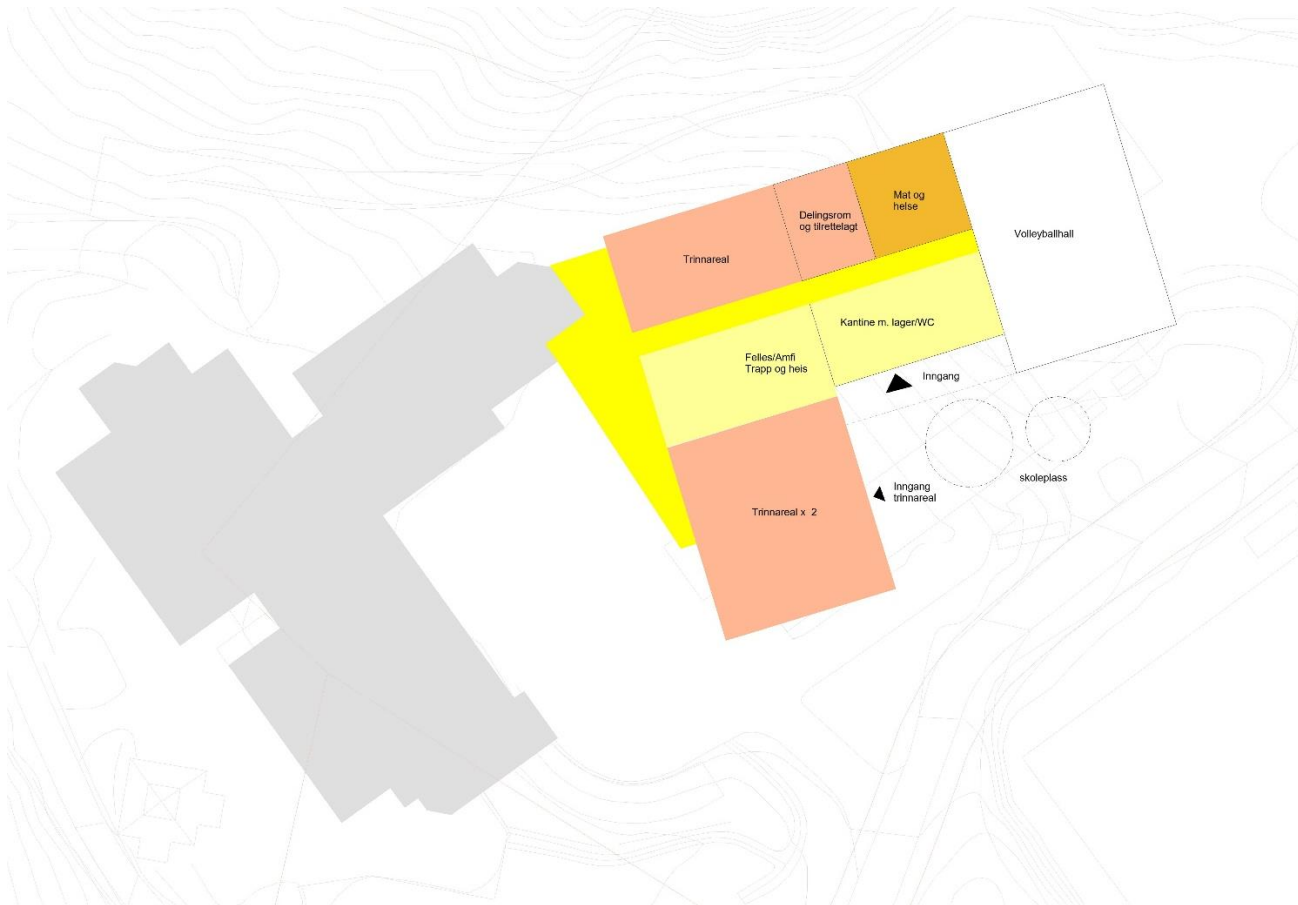 Mat og
helse
Delingsrom
og tilrettelagt
Volleyballhall
Trinnareal
Kantine m. lager/WC
Felles/Amfi
Trapp og heis
Inngang
Inngang
trinnareal
skoleplass
Trinnareal x 2